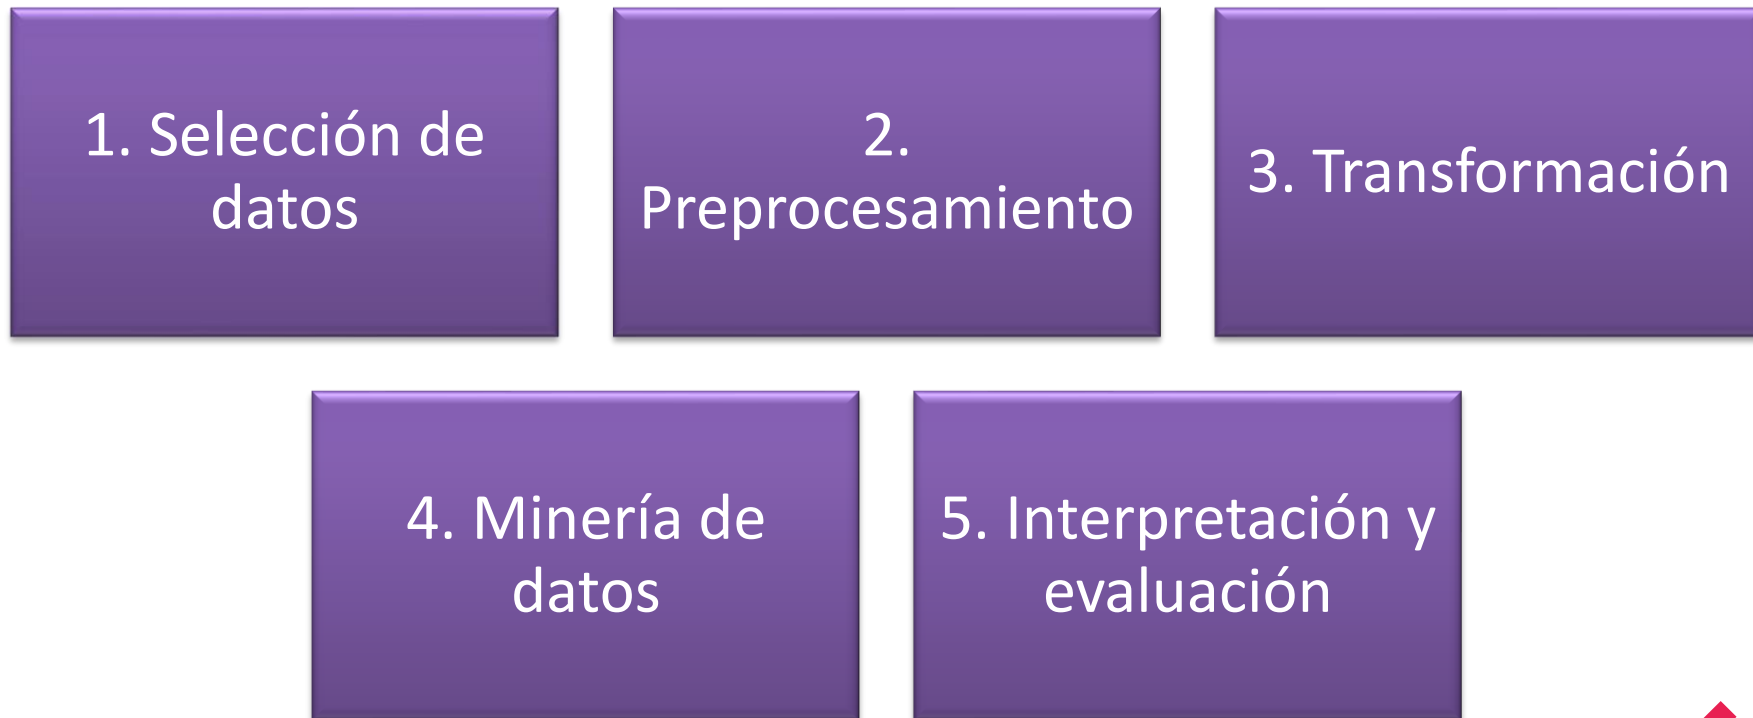 1. Selección de
datos
2.
Preprocesamiento
3. Transformación
4. Minería de
datos
5. Interpretación y
evaluación